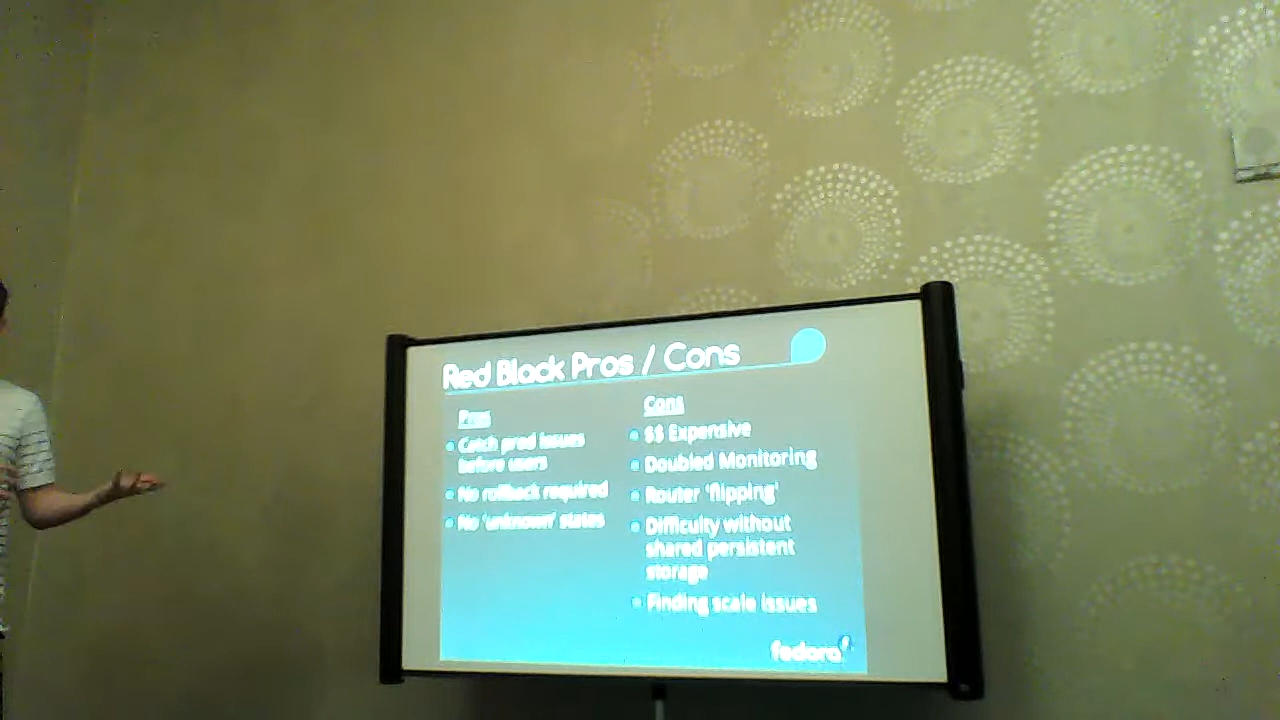 Red Black Pros / Cons
Pros
Catch prod issues
before users
No rollback required
No 'unknown' states
Cons
$$ Expensive
Doubled Monitoring
Router 'flipping'
Difficulty without
shared persistent
storage
Finding scale issues
fedora